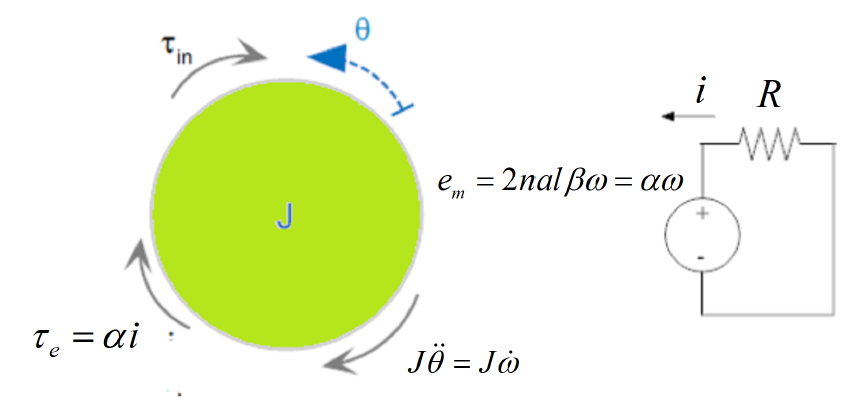 τin
θ
i
R
em = 2nalβω = αω
J
+
-
τe = αi
Jθ̈ = Jω̇